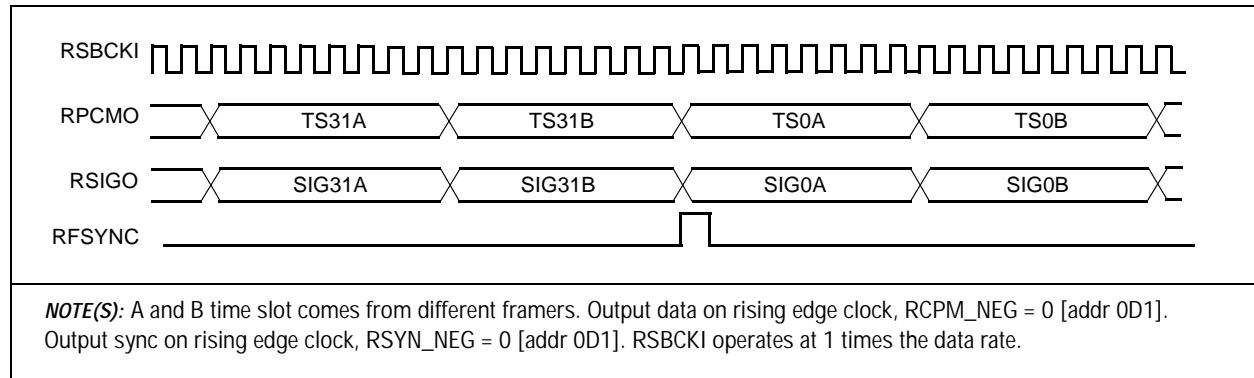 RSBCKI
RPCMO TS31A TS31B TS0A TS0B
RSIGO SIG31A SIG31B SIG0A SIG0B
RFSYNC
NOTE(S): A and B time slot comes from different framers. Output data on rising edge clock, RCPM_NEG = 0 [addr 0D1].
Output sync on rising edge clock, RSYN_NEG = 0 [addr 0D1]. RSBCKI operates at 1 times the data rate.